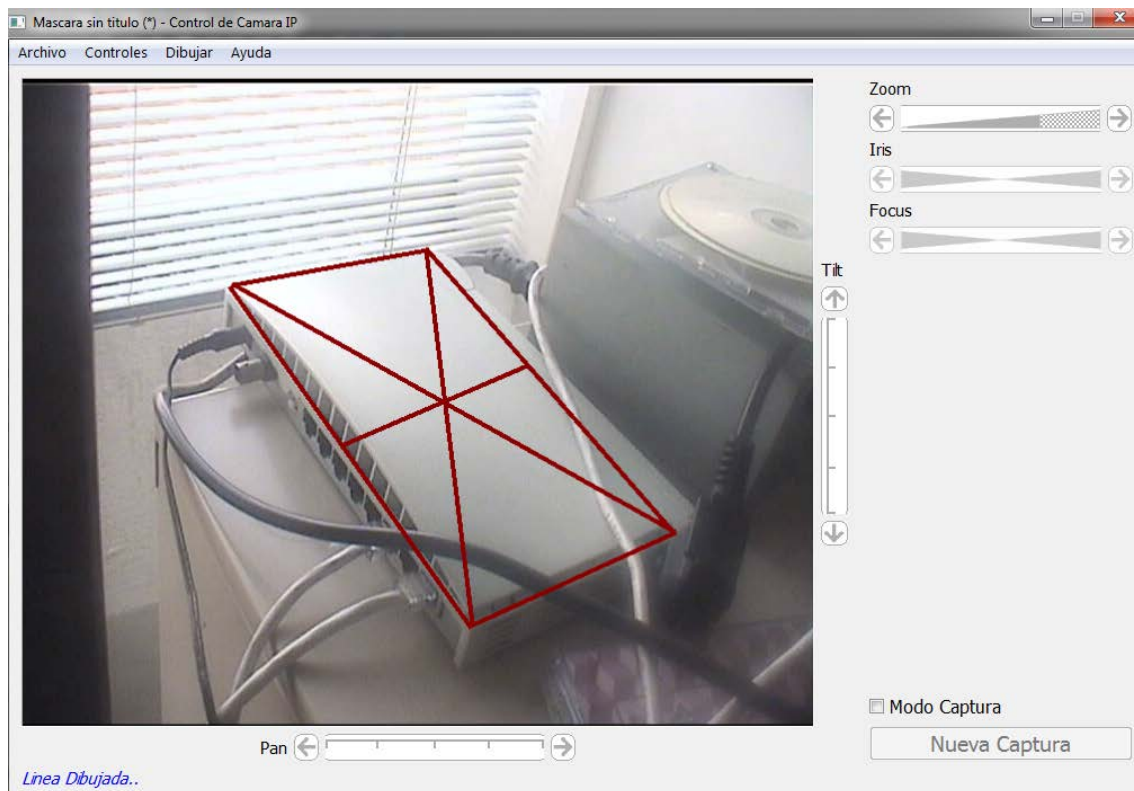 Mascara sin titulo (*) - Control de Camara IP
Archivo Controles Dibujar Ayuda
Zoom
Iris
Focus
Tilt
Modo Captura
Nueva Captura
Pan
Linea Dibujada..